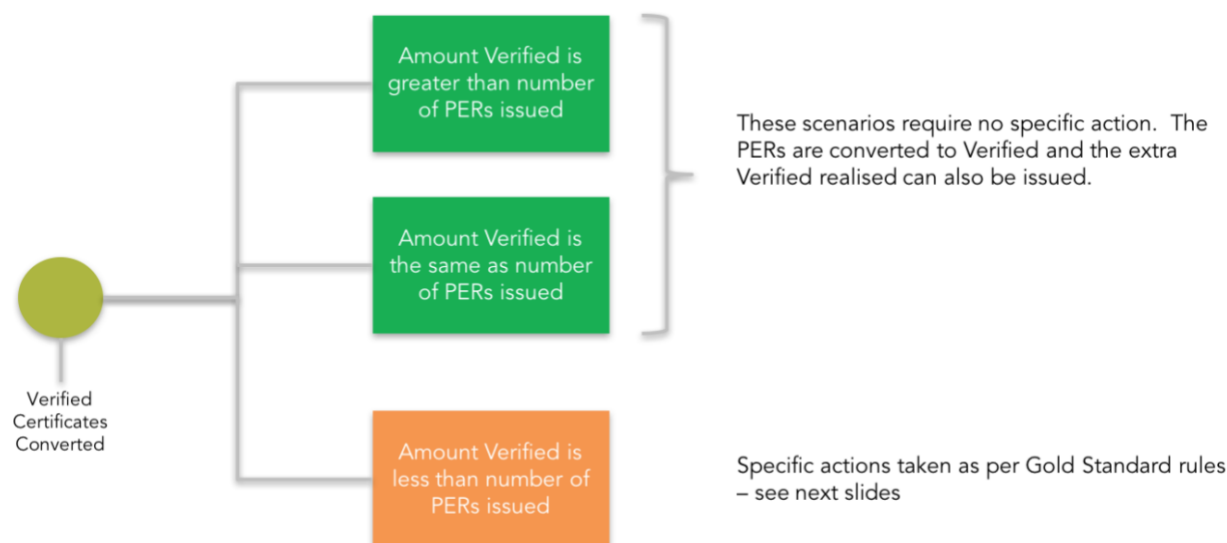 Amount Verified is
greater than number
of PERs issued
These scenarios require no specific action.  The
PERs are converted to Verified and the extra
Verified realised can also be issued.
Amount Verified is
the same as number
of PERs issued
Verified
Certificates
Converted
Amount Verified is
less than number of
PERs issued
Specific actions taken as per Gold Standard rules
– see next slides